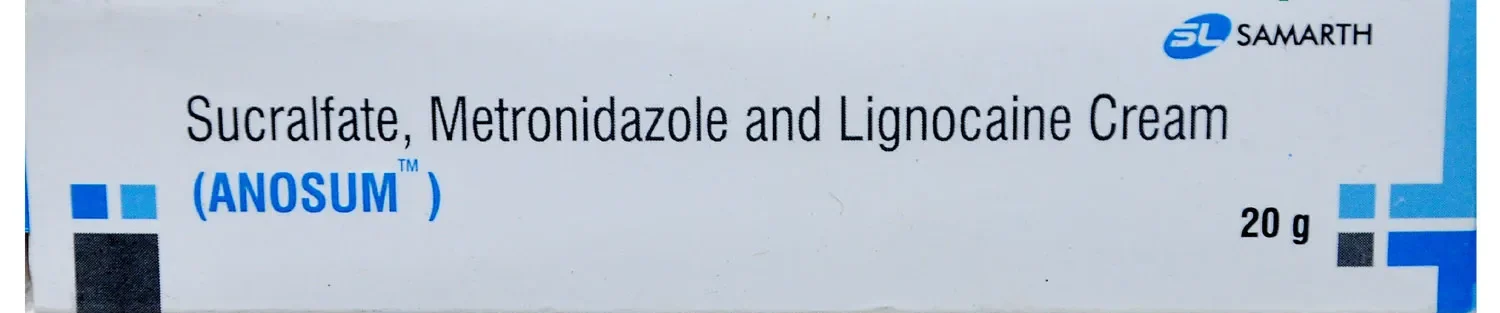 SL SAMARTH
Sucralfate, Metronidazole and Lignocaine Cream
(ANOSUM™)
20 g